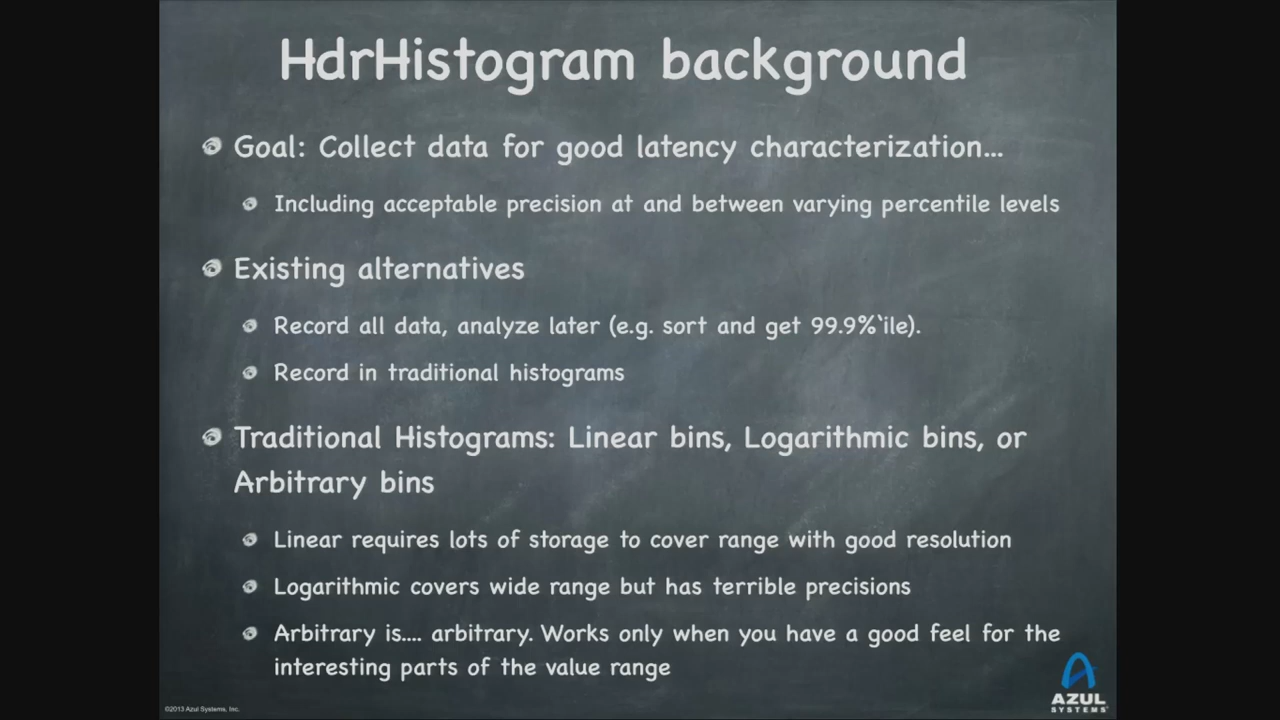 HdrHistogram background
Goal: Collect data for good latency characterization...
Including acceptable precision at and between varying percentile levels
Existing alternatives
Record all data, analyze later (e.g. sort and get 99.9%`ile).
Record in traditional histograms
Traditional Histograms: Linear bins, Logarithmic bins, or
Arbitrary bins
Linear requires lots of storage to cover range with good resolution
Logarithmic covers wide range but has terrible precisions
Arbitrary is.... arbitrary. Works only when you have a good feel for the
interesting parts of the value range
©2013 Azul Systems, Inc.
AZUL
SYSTEMS